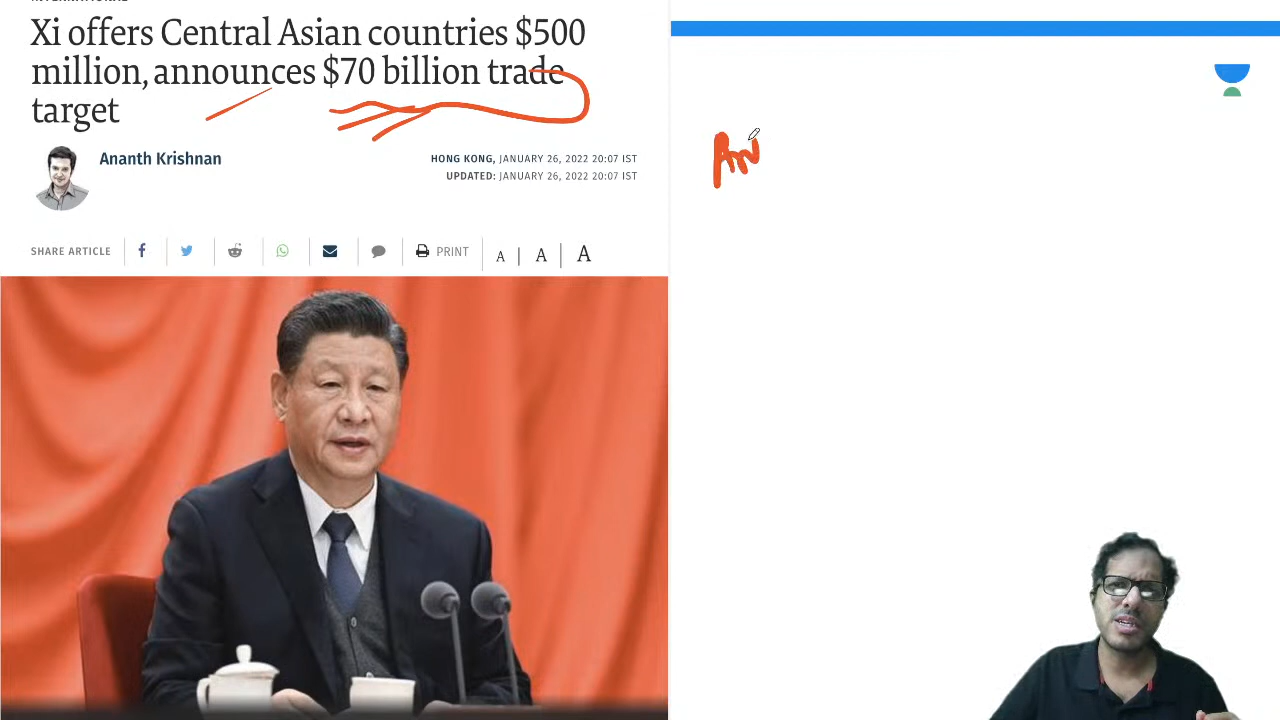 Xi offers Central Asian countries $500
million, announces $70 billion trade
target
Ananth Krishnan
HONG KONG, JANUARY 26, 2022 20:07 IST
UPDATED: JANUARY 26, 2022 20:07 IST
SHARE ARTICLE
PRINT
A | A | A